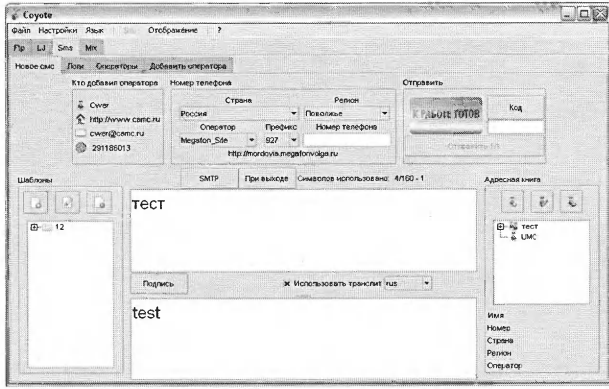 Coyote
Файл Настройки Язык Отображение ?
Ftp LJ Sms Mix
Новое смс Логи Операторы Добавить оператора
Кто добавил оператора
Cwer
http://www.camc.ru
cwer@camc.ru
291186013
Номер телефона
Страна Регион
Россия Поволжье
Оператор Префикс Номер телефона
Megafon_Site 927
http://mordovia.megafonvolga.ru
Отправить
К РАБОТЕ ГОТОВ
Код
SMTP При выходе Символов использовано: 4/160 - 1
Шаблоны
12
тест
Подпись Использовать транслит rus
test
Адресная книга
тест
UMC
Имя
Номер
Страна
Регион
Оператор